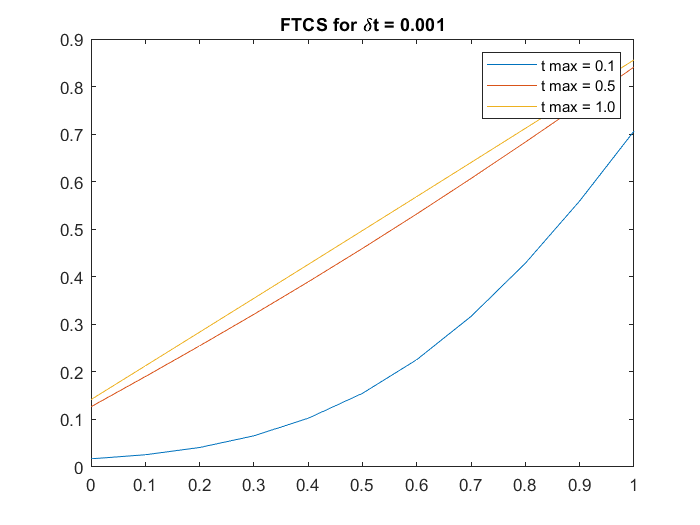 FTCS for δt = 0.001
0.9
0.8
0.7
0.6
0.5
0.4
0.3
0.2
0.1
0
t max = 0.1
t max = 0.5
t max = 1.0
0 0.1 0.2 0.3 0.4 0.5 0.6 0.7 0.8 0.9 1